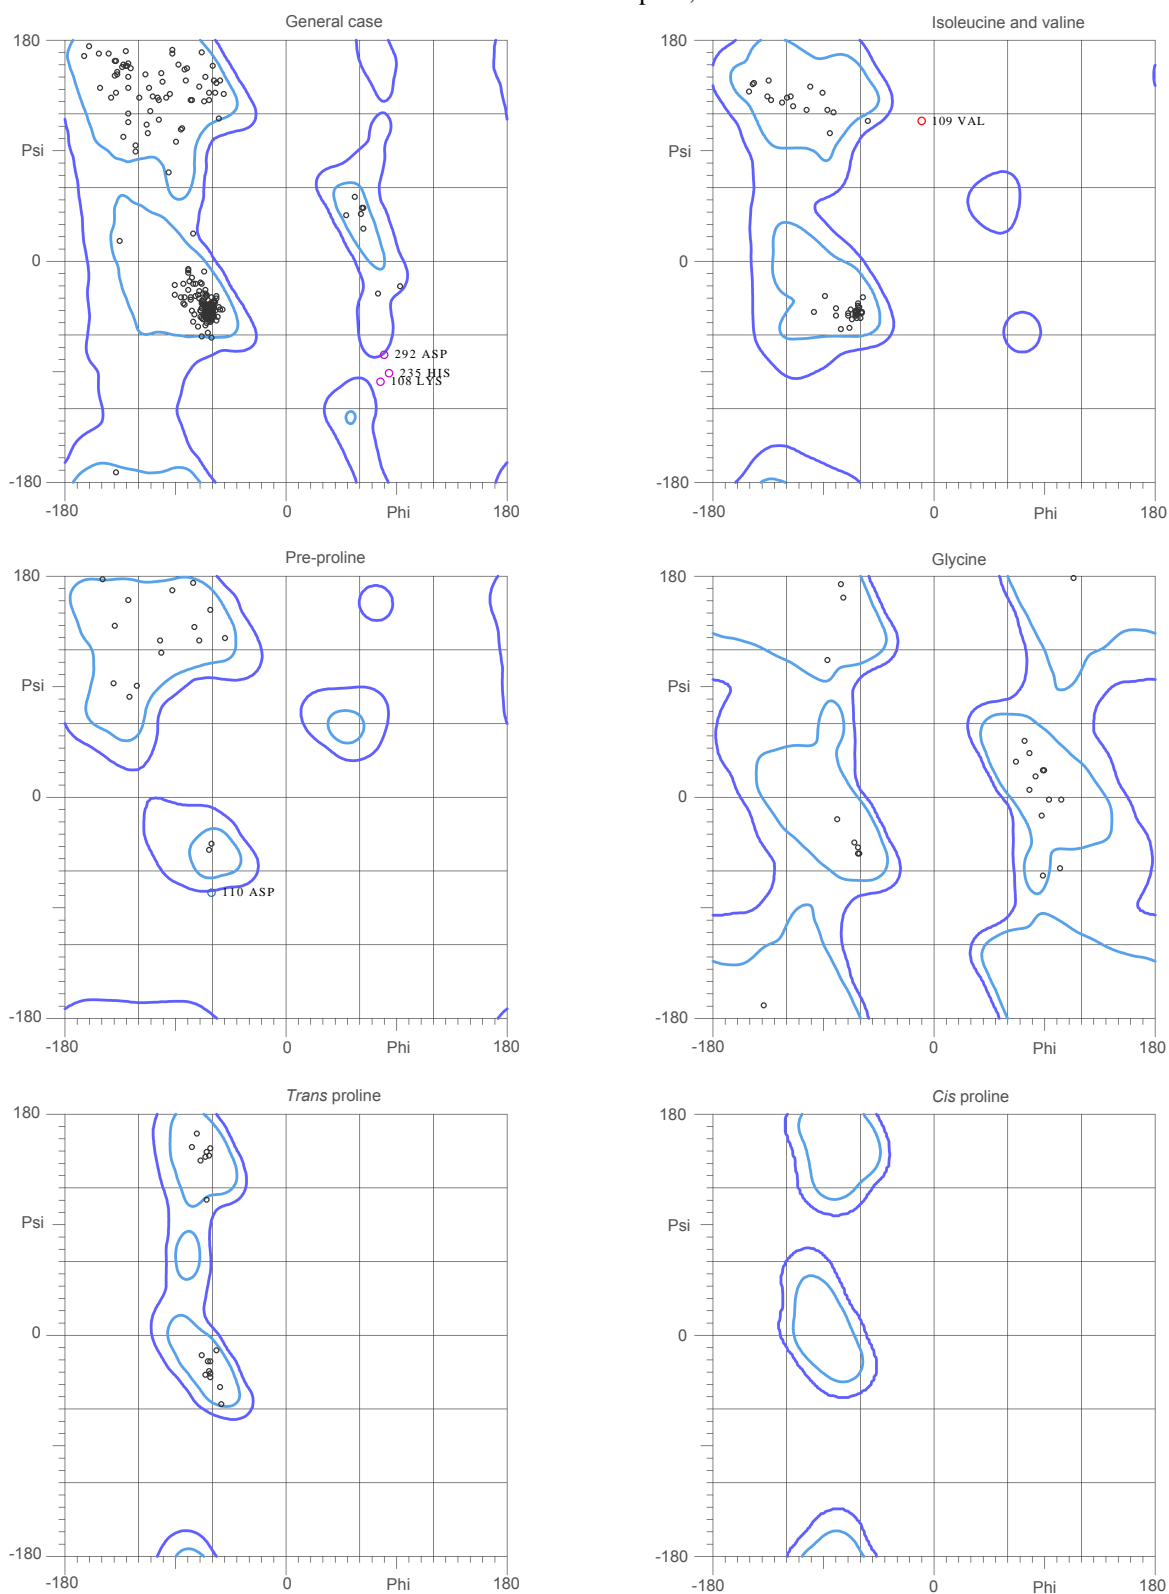 General case
180
Psi
0
-180
-180
0
Phi
180
292 ASP
235 HIS
108 LYS
Isoleucine and valine
180
Psi
0
-180
-180
0
Phi
180
109 VAL
Pre-proline
180
Psi
0
-180
-180
0
Phi
180
110 ASP
Glycine
180
Psi
0
-180
-180
0
Phi
180
Trans proline
180
Psi
0
-180
-180
0
Phi
180
Cis proline
180
Psi
0
-180
-180
0
Phi
180